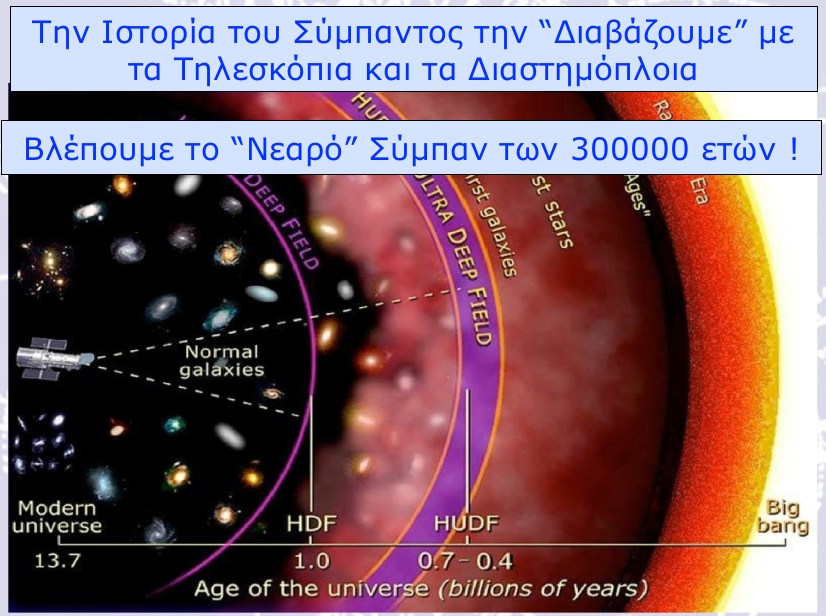 Την Ιστορία του Σύμπαντος την “Διαβάζουμε” με
τα Τηλεσκόπια και τα Διαστημόπλοια
Βλέπουμε το “Νεαρό” Σύμπαν των 300000 ετών !
DEEP FIELD
ULTRA DEEP FIELD
galaxies
stars
Ages"
Era
Normal
galaxies
Modern
universe
HDF
HUDF
Big
bang
13.7
1.0
0.7 - 0.4
Age of the universe (billions of years)